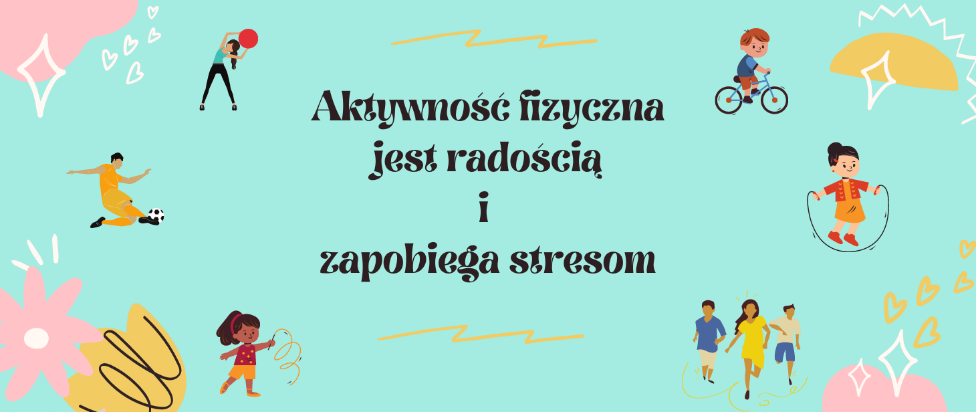 Aktywność fizyczna
jest radością
i
zapobiega stresom